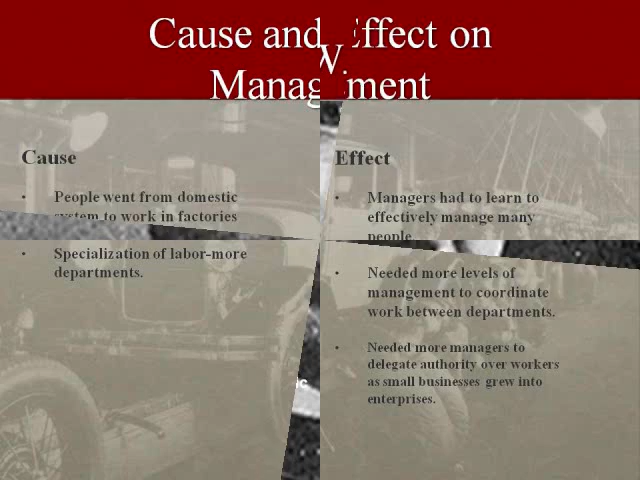 Cause and Effect on
Management
Cause
• People went from domestic
system to work in factories
• Specialization of labor-more
departments.
Effect
• Managers had to learn to
effectively manage many
people
• Needed more levels of
management to coordinate
work between departments.
• Needed more managers to
delegate authority over workers
as small businesses grew into
enterprises.